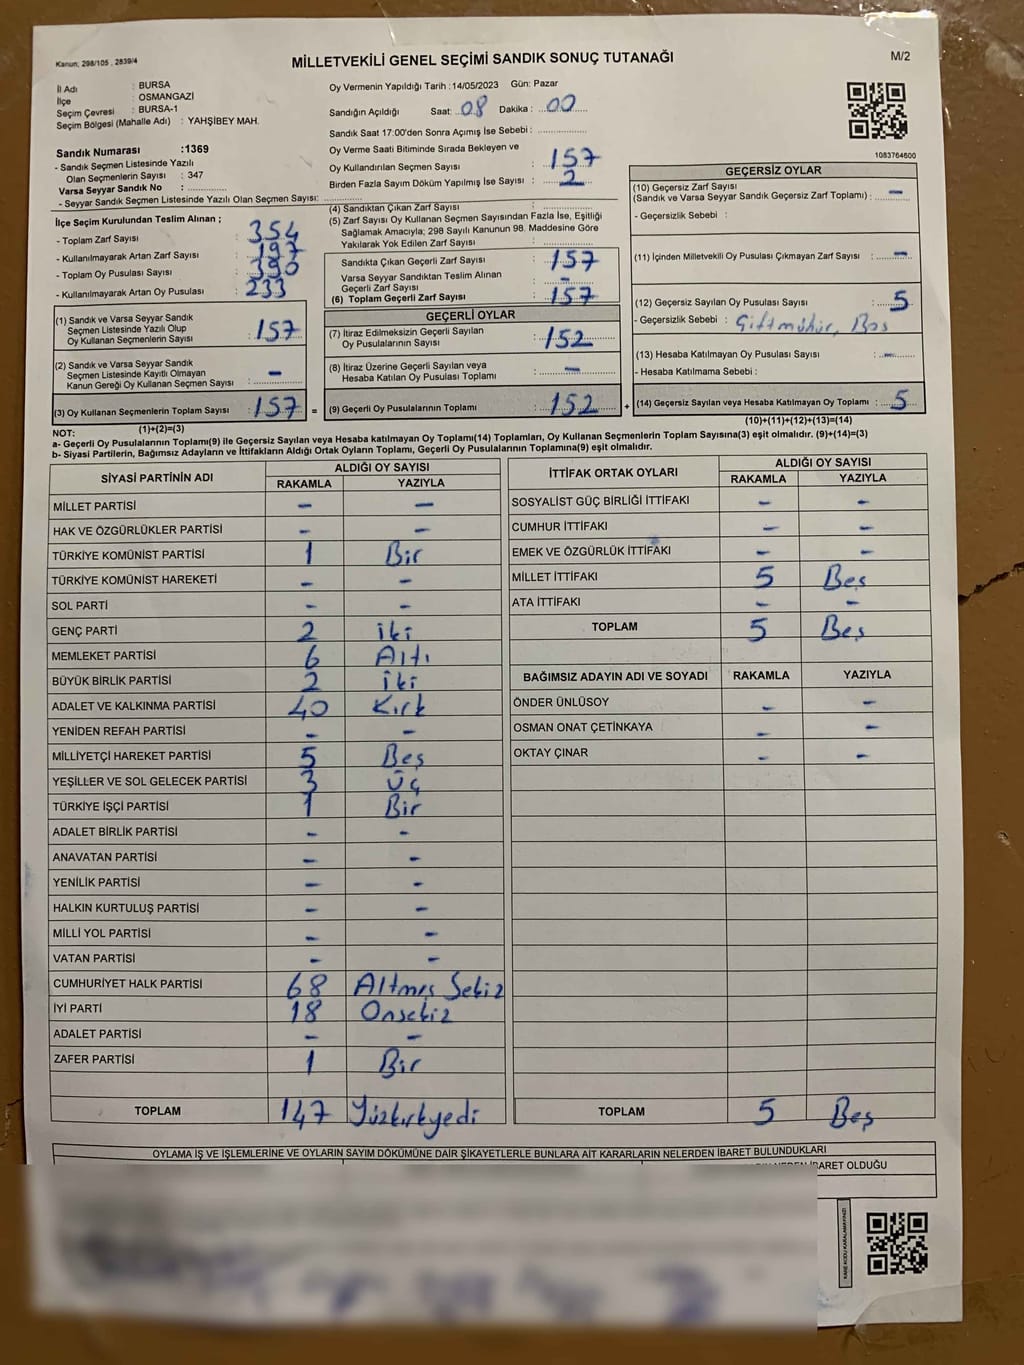 Kanun; 298/105 , 2839/4
MİLLETVEKİLİ GENEL SEÇİMİ SANDIK SONUÇ TUTANAĞI
M/2
İl Adı : BURSA
İlçe : OSMANGAZİ
Seçim Çevresi : BURSA-1
Seçim Bölgesi (Mahalle Adı) : YAHŞİBEY MAH.
Sandık Numarası :1369
- Sandık Seçmen Listesinde Yazılı
Olan Seçmenlerin Sayısı : 347
Varsa Seyyar Sandık No :
- Seyyar Sandık Seçmen Listesinde Yazılı Olan Seçmen Sayısı:
Oy Vermenin Yapıldığı Tarih :14/05/2023 Gün: Pazar
Sandığın Açıldığı Saat: 08 Dakika : 00
Sandık Saat 17:00'den Sonra Açımış İse Sebebi :
Oy Verme Saati Bitiminde Sırada Bekleyen ve
Oy Kullandırılan Seçmen Sayısı : 157
Birden Fazla Sayım Döküm Yapılmış İse Sayısı : 2
1083764600
İlçe Seçim Kurulundan Teslim Alınan ;
- Toplam Zarf Sayısı : 354
- Kullanılmayarak Artan Zarf Sayısı : 197
- Toplam Oy Pusulası Sayısı : 390
- Kullanılmayarak Artan Oy Pusulası : 233
(1) Sandık ve Varsa Seyyar Sandık
Seçmen Listesinde Yazılı Olup
Oy Kullanan Seçmenlerin Sayısı : 157
(2) Sandık ve Varsa Seyyar Sandık
Seçmen Listesinde Kayıtlı Olmayan
Kanun Gereği Oy Kullanan Seçmen Sayısı : -
(3) Oy Kullanan Seçmenlerin Toplam Sayısı : 157
(1)+(2)=(3)
(4) Sandıktan Çıkan Zarf Sayısı :
(5) Zarf Sayısı Oy Kullanan Seçmen Sayısından Fazla İse, Eşitliği
Sağlamak Amacıyla; 298 Sayılı Kanunun 98. Maddesine Göre
Yakılarak Yok Edilen Zarf Sayısı :
Sandıkta Çıkan Geçerli Zarf Sayısı : 157
Varsa Seyyar Sandıktan Teslim Alınan
Geçerli Zarf Sayısı : -
(6) Toplam Geçerli Zarf Sayısı : 157
GEÇERLİ OYLAR
(7) İtiraz Edilmeksizin Geçerli Sayılan
Oy Pusulalarının Sayısı : 152
(8) İtiraz Üzerine Geçerli Sayılan veya
Hesaba Katılan Oy Pusulası Toplamı : -
= (9) Geçerli Oy Pusulalarının Toplamı : 152 +
GEÇERSİZ OYLAR
(10) Geçersiz Zarf Sayısı
(Sandık ve Varsa Seyyar Sandık Geçersiz Zarf Toplamı) : -
- Geçersizlik Sebebi :
(11) İçinden Milletvekili Oy Pusulası Çıkmayan Zarf Sayısı : -
(12) Geçersiz Sayılan Oy Pusulası Sayısı : 5
- Geçersizlik Sebebi : Çiftmühür, Boş
(13) Hesaba Katılmayan Oy Pusulası Sayısı : -
- Hesaba Katılmama Sebebi :
(14) Geçersiz Sayılan veya Hesaba Katılmayan Oy Toplamı : 5
(10)+(11)+(12)+(13)=(14)
NOT:
a- Geçerli Oy Pusulalarının Toplamı(9) ile Geçersiz Sayılan veya Hesaba katılmayan Oy Toplamı(14) Toplamları, Oy Kullanan Seçmenlerin Toplam Sayısına(3) eşit olmalıdır. (9)+(14)=(3)
b- Siyasi Partilerin, Bağımsız Adayların ve İttifakların Aldığı Ortak Oyların Toplamı, Geçerli Oy Pusulalarının Toplamına(9) eşit olmalıdır.
SİYASİ PARTİNİN ADI ALDIĞI OY SAYISI
RAKAMLA YAZIYLA
MİLLET PARTİSİ - -
HAK VE ÖZGÜRLÜKLER PARTİSİ - -
TÜRKİYE KOMÜNİST PARTİSİ 1 Bir
TÜRKİYE KOMÜNİST HAREKETİ - -
SOL PARTİ - -
GENÇ PARTİ 2 iki
MEMLEKET PARTİSİ 6 Altı
BÜYÜK BİRLİK PARTİSİ 2 iki
ADALET VE KALKINMA PARTİSİ 40 Kırk
YENİDEN REFAH PARTİSİ - -
MİLLİYETÇİ HAREKET PARTİSİ 5 Beş
YEŞİLLER VE SOL GELECEK PARTİSİ 3 Üç
TÜRKİYE İŞÇİ PARTİSİ 1 Bir
ADALET BİRLİK PARTİSİ - -
ANAVATAN PARTİSİ - -
YENİLİK PARTİSİ - -
HALKIN KURTULUŞ PARTİSİ - -
MİLLİ YOL PARTİSİ - -
VATAN PARTİSİ - -
CUMHURİYET HALK PARTİSİ 68 Altmış Sekiz
İYİ PARTİ 18 Onsekiz
ADALET PARTİSİ - -
ZAFER PARTİSİ 1 Bir
TOPLAM 147 Yüzkırkyedi
İTTİFAK ORTAK OYLARI ALDIĞI OY SAYISI
RAKAMLA YAZIYLA
SOSYALİST GÜÇ BİRLİĞİ İTTİFAKI - -
CUMHUR İTTİFAKI - -
EMEK VE ÖZGÜRLÜK İTTİFAKI - -
MİLLET İTTİFAKI 5 Beş
ATA İTTİFAKI - -
TOPLAM 5 Beş
BAĞIMSIZ ADAYIN ADI VE SOYADI RAKAMLA YAZIYLA
ÖNDER ÜNLÜSOY - -
OSMAN ONAT ÇETİNKAYA - -
OKTAY ÇINAR - -
TOPLAM 5 Beş
OYLAMA İŞ VE İŞLEMLERİNE VE OYLARIN SAYIM DÖKÜMÜNE DAİR ŞİKAYETLERLE BUNLARA AİT KARARLARIN NELERDEN İBARET BULUNDUKLARI
İBARET OLDUĞU
KARE KODU KARALAMAYINIZ!